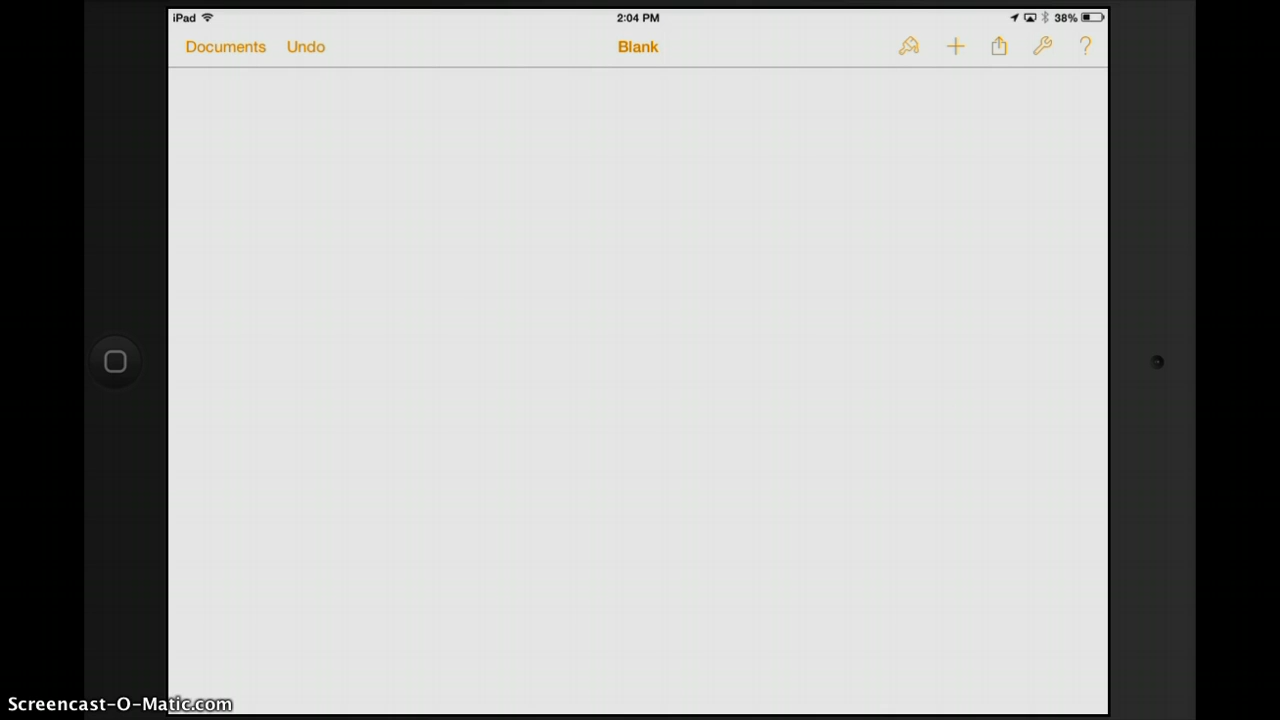 iPad 2:04 PM 38%
Documents Undo Blank ?
Screencast-O-Matic.com